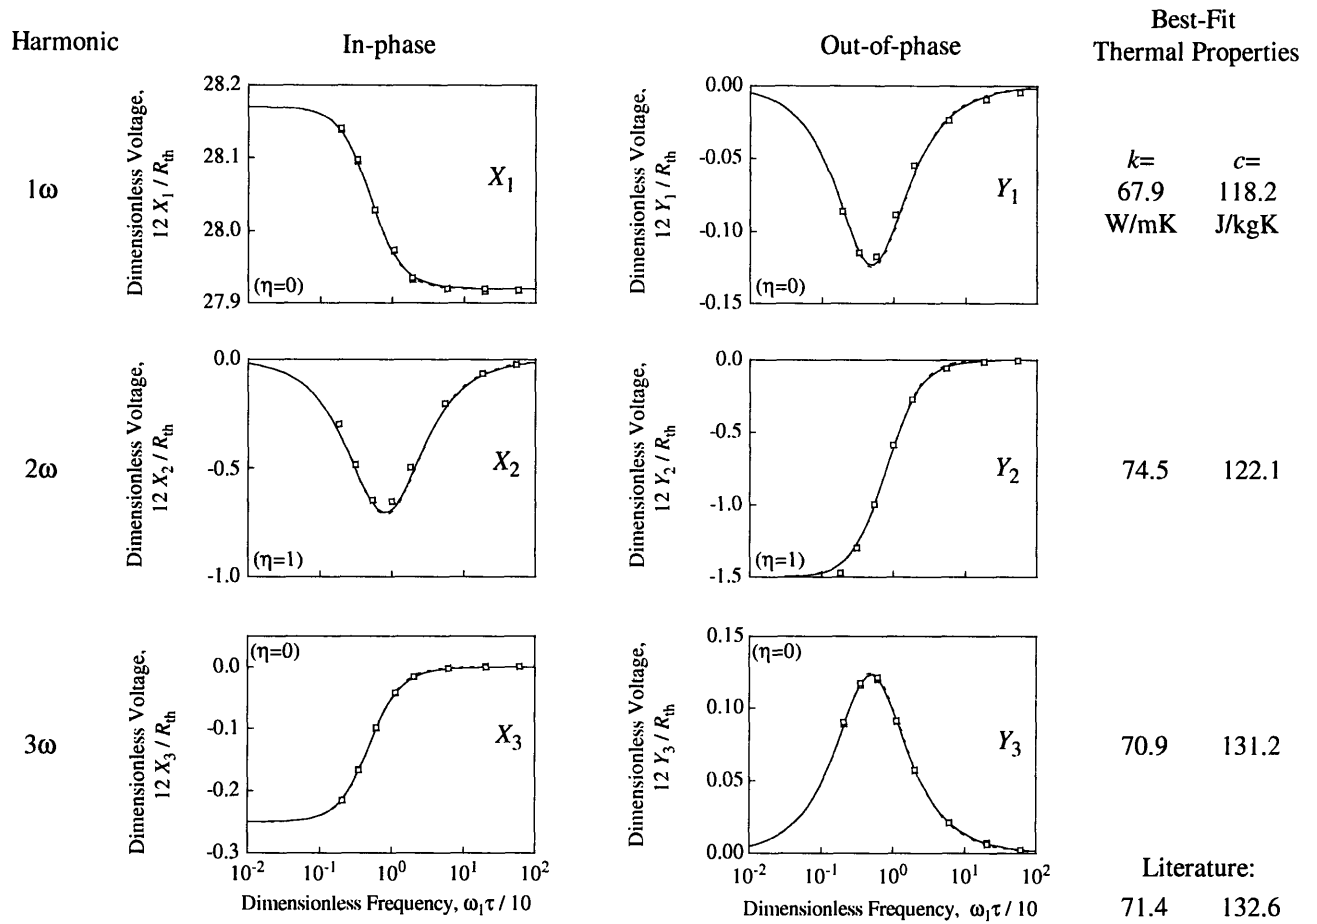 Harmonic
In-phase
Out-of-phase
Best-Fit
Thermal Properties
1ω
Dimensionless Voltage,
12 X₁ / Rth
28.2
28.1
28.0
27.9
X₁
(η=0)
Dimensionless Voltage,
12 Y₁ / Rth
0.00
-0.05
-0.10
-0.15
Y₁
(η=0)
k= c=
67.9 118.2
W/mK J/kgK
2ω
Dimensionless Voltage,
12 X₂ / Rth
0.0
-0.5
-1.0
X₂
(η=1)
Dimensionless Voltage,
12 Y₂ / Rth
0.0
-0.5
-1.0
-1.5
Y₂
(η=1)
74.5 122.1
3ω
Dimensionless Voltage,
12 X₃ / Rth
(η=0)
0.0
-0.1
-0.2
-0.3
X₃
10⁻² 10⁻¹ 10⁰ 10¹ 10²
Dimensionless Frequency, ω₁τ / 10
Dimensionless Voltage,
12 Y₃ / Rth
0.15
0.10
0.05
0.00
(η=0)
Y₃
10⁻² 10⁻¹ 10⁰ 10¹ 10²
Dimensionless Frequency, ω₁τ / 10
70.9 131.2
Literature:
71.4 132.6